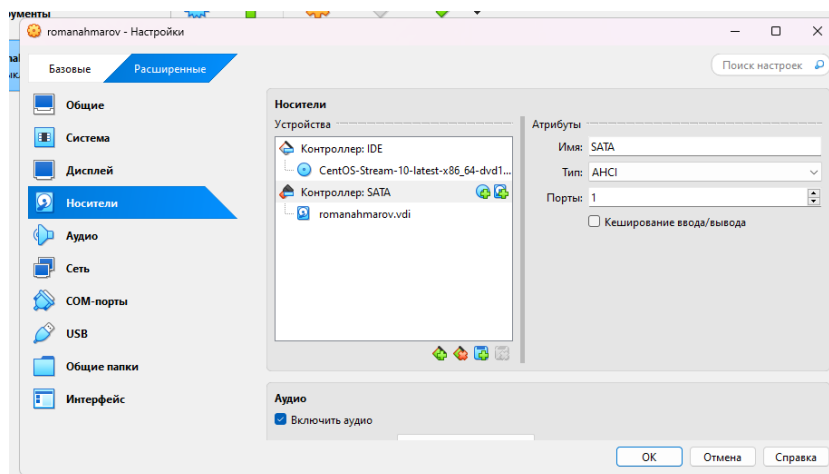 ументы
romanahmarov - Настройки
Базовые
Расширенные
Поиск настроек
Общие
Система
Дисплей
Носители
Аудио
Сеть
COM-порты
USB
Общие папки
Интерфейс
Носители
Устройства
Контроллер: IDE
CentOS-Stream-10-latest-x86_64-dvd1...
Контроллер: SATA
romanahmarov.vdi
Атрибуты
Имя: SATA
Тип: AHCI
Порты: 1
Кеширование ввода/вывода
Аудио
Включить аудио
OK
Отмена
Справка